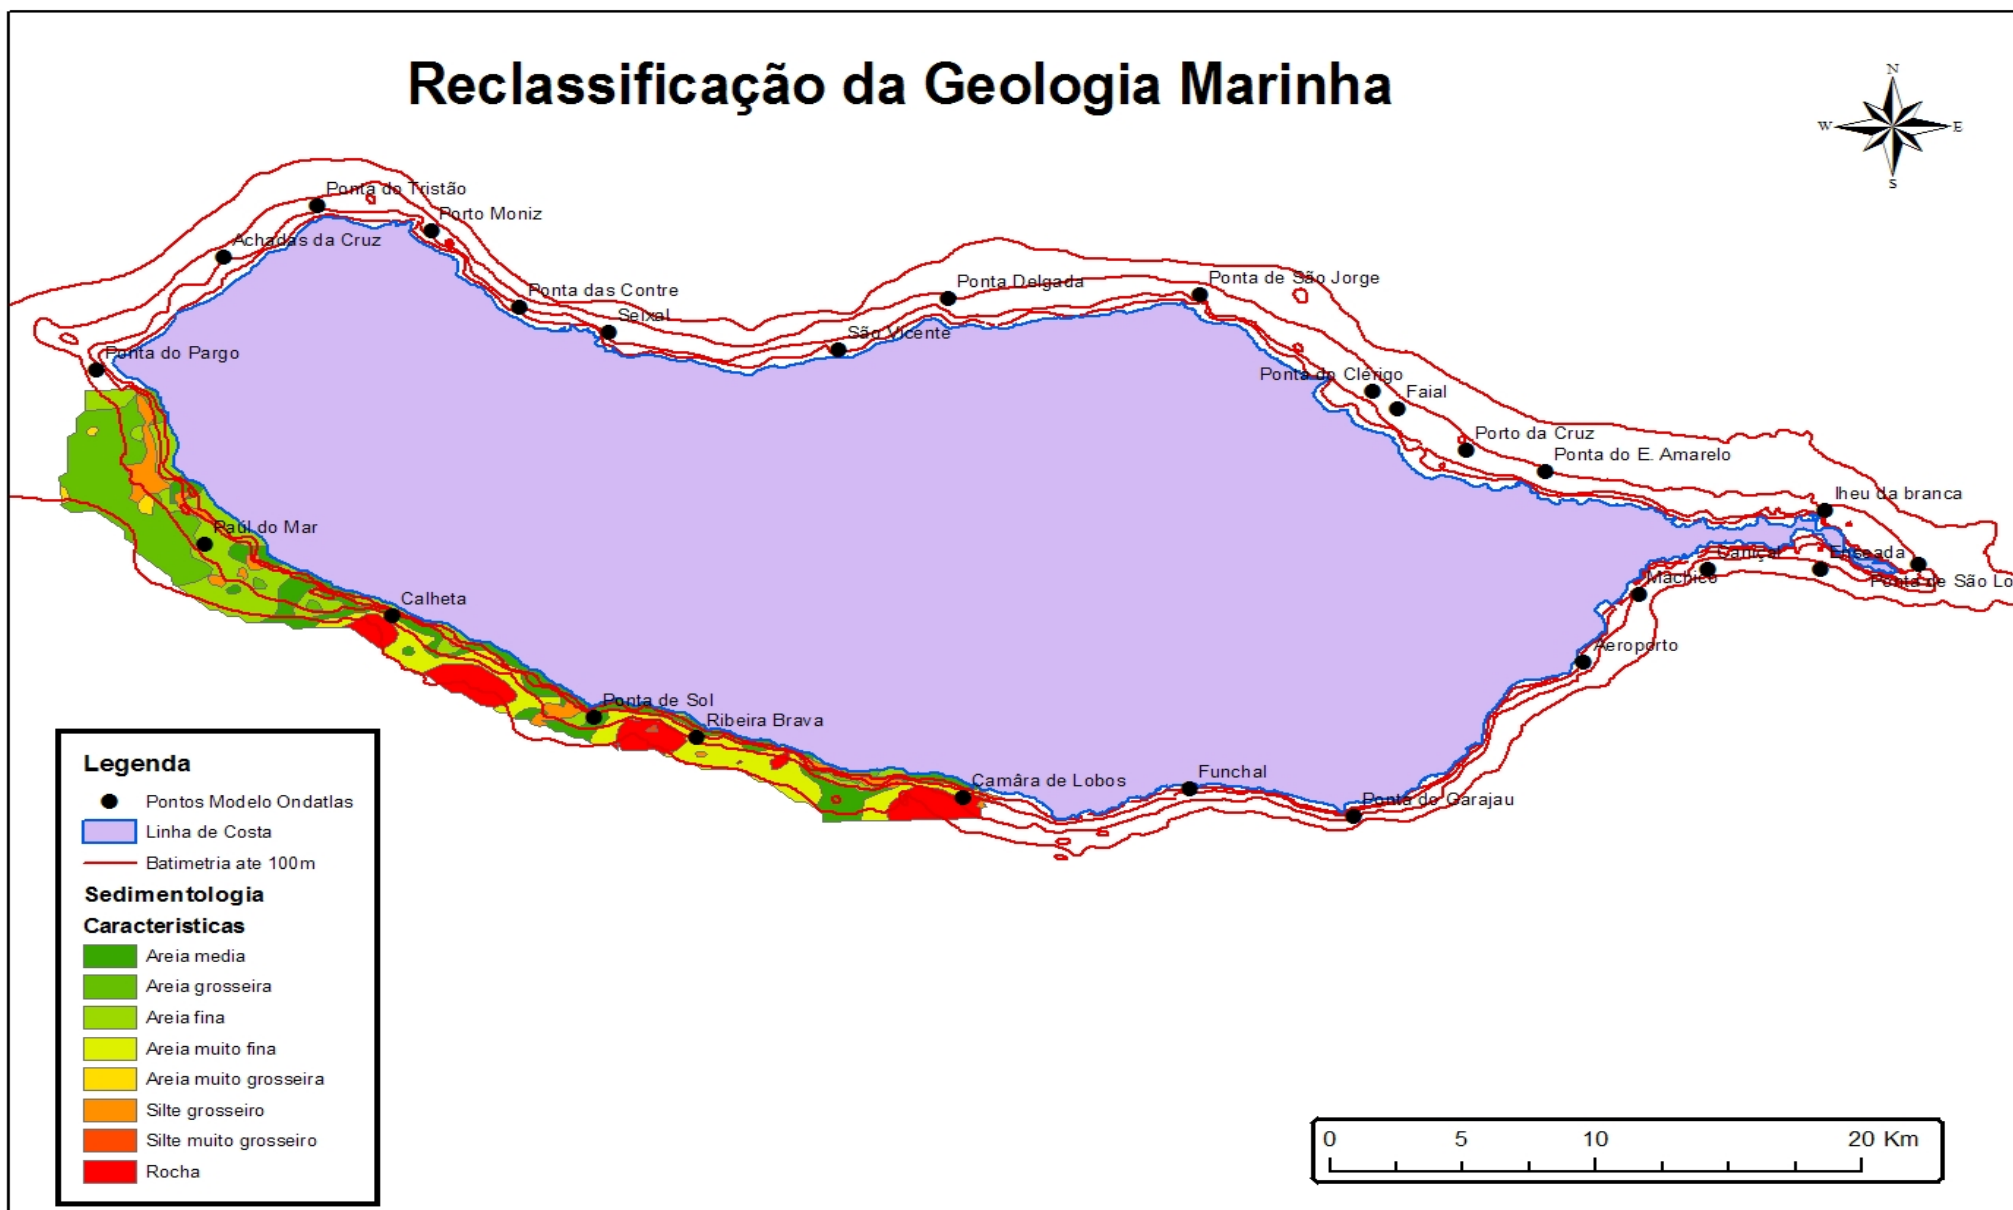 Reclassificação da Geologia Marinha
N
W
E
S
Ponta do Tristão
Porto Moniz
Achadas da Cruz
Ponta das Contre
Seixal
Ponta Delgada
Ponta de São Jorge
São Vicente
Ponta do Pargo
Ponta do Clérigo
Faial
Porto da Cruz
Ponta do E. Amarelo
Ilheu da branca
Paúl do Mar
Caniçal
Enseada
Machico
Ponta de São Lo
Calheta
Aeroporto
Ponta de Sol
Ribeira Brava
Camâra de Lobos
Funchal
Ponta do Garajau
Legenda
Pontos Modelo Ondatlas
Linha de Costa
Batimetria ate 100m
Sedimentologia
Caracteristicas
Areia media
Areia grosseira
Areia fina
Areia muito fina
Areia muito grosseira
Silte grosseiro
Silte muito grosseiro
Rocha
0 5 10 20 Km